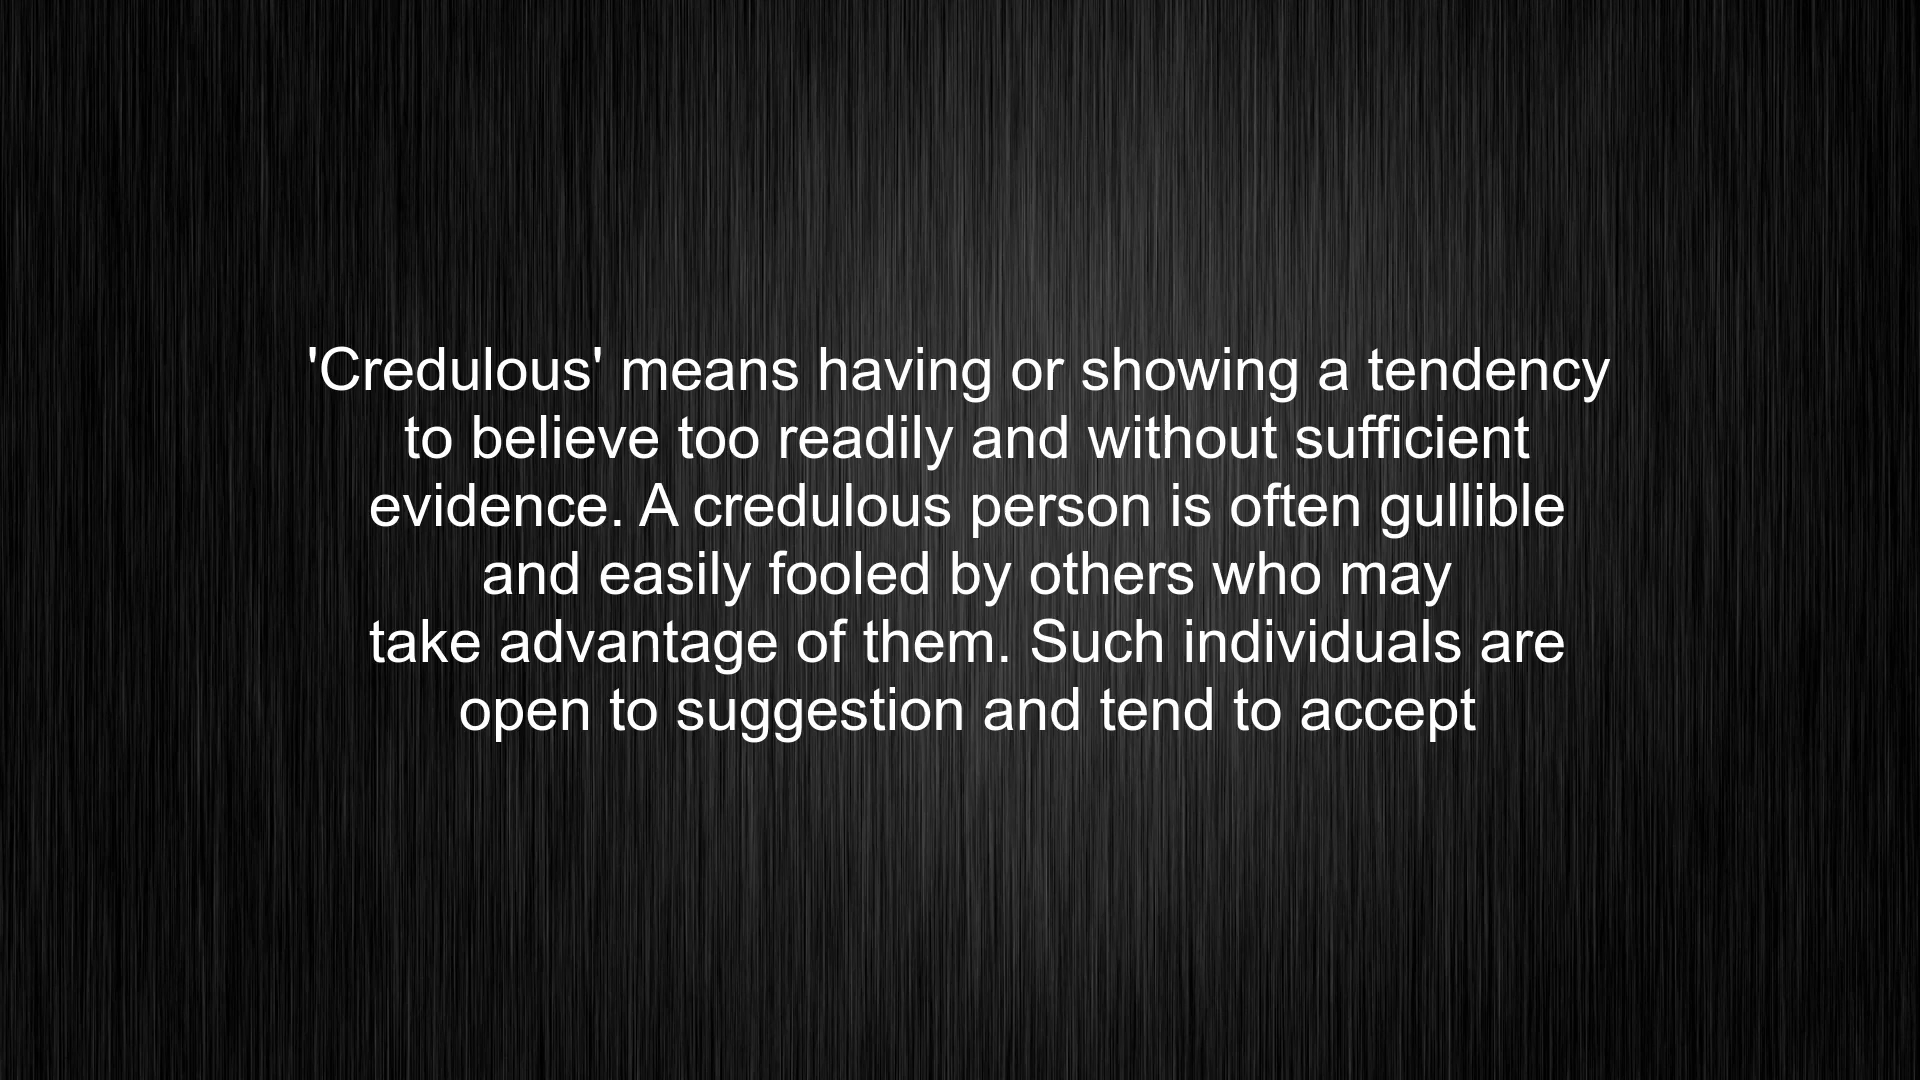 'Credulous' means having or showing a tendency
to believe too readily and without sufficient
evidence. A credulous person is often gullible
and easily fooled by others who may
take advantage of them. Such individuals are
open to suggestion and tend to accept